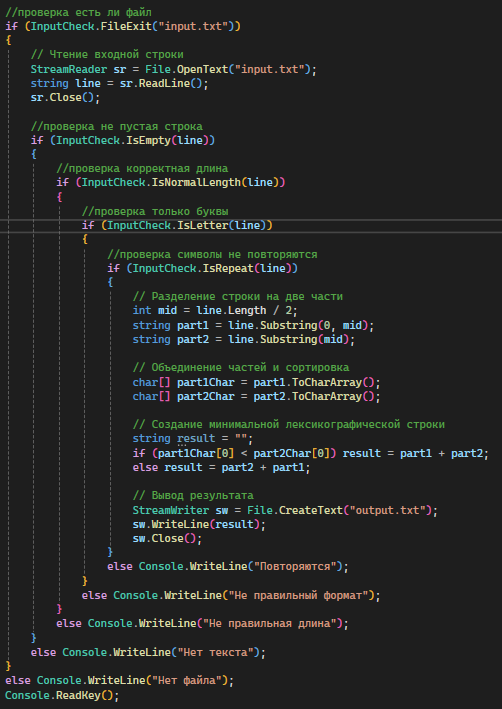 //проверка есть ли файл
if (InputCheck.FileExit("input.txt"))
{
// Чтение входной строки
StreamReader sr = File.OpenText("input.txt");
string line = sr.ReadLine();
sr.Close();
//проверка не пустая строка
if (InputCheck.IsEmpty(line))
{
//проверка корректная длина
if (InputCheck.IsNormalLength(line))
{
//проверка только буквы
if (InputCheck.IsLetter(line))
{
//проверка символы не повторяются
if (InputCheck.IsRepeat(line))
{
// Разделение строки на две части
int mid = line.Length / 2;
string part1 = line.Substring(0, mid);
string part2 = line.Substring(mid);
// Объединение частей и сортировка
char[] part1Char = part1.ToCharArray();
char[] part2Char = part2.ToCharArray();
// Создание минимальной лексикографической строки
string result = "";
if (part1Char[0] < part2Char[0]) result = part1 + part2;
else result = part2 + part1;
// Вывод результата
StreamWriter sw = File.CreateText("output.txt");
sw.WriteLine(result);
sw.Close();
}
else Console.WriteLine("Повторяются");
}
else Console.WriteLine("Не правильный формат");
}
else Console.WriteLine("Не правильная длина");
}
else Console.WriteLine("Нет текста");
}
else Console.WriteLine("Нет файла");
Console.ReadKey();